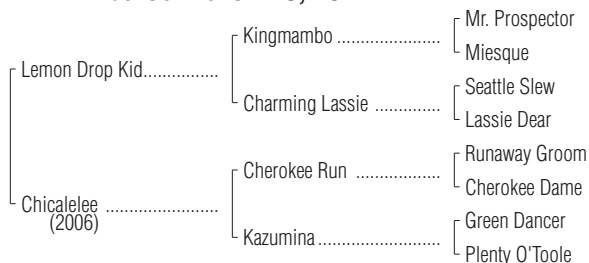 Mr. Prospector
Kingmambo ...................
Miesque
Lemon Drop Kid...............
Seattle Slew
Charming Lassie ...............
Lassie Dear
Runaway Groom
Cherokee Run ...................
Cherokee Dame
Chicalelee .......................
(2006)
Green Dancer
Kazumina .........................
Plenty O'Toole